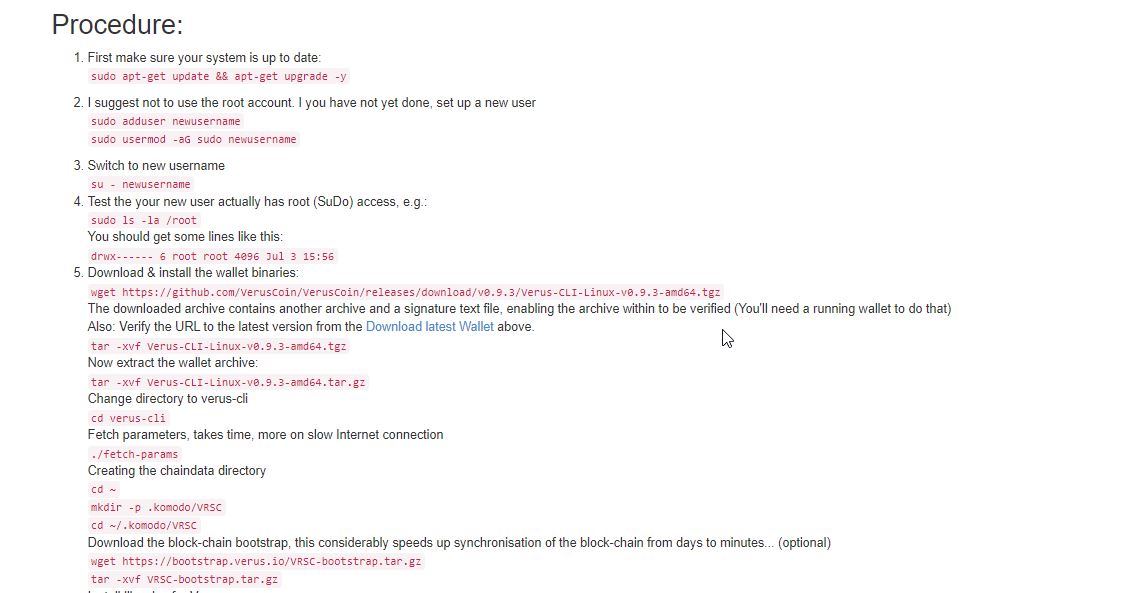 Procedure:
1. First make sure your system is up to date:
sudo apt-get update && apt-get upgrade -y
2. I suggest not to use the root account. I you have not yet done, set up a new user
sudo adduser newusername
sudo usermod -aG sudo newusername
3. Switch to new username
su - newusername
4. Test the your new user actually has root (SuDo) access, e.g.:
sudo ls -la /root
You should get some lines like this:
drwx------ 6 root root 4096 Jul 3 15:56
5. Download & install the wallet binaries:
wget https://github.com/VerusCoin/VerusCoin/releases/download/v0.9.3/Verus-CLI-Linux-v0.9.3-amd64.tgz
The downloaded archive contains another archive and a signature text file, enabling the archive within to be verified (You'll need a running wallet to do that)
Also: Verify the URL to the latest version from the Download latest Wallet above.
tar -xvf Verus-CLI-Linux-v0.9.3-amd64.tgz
Now extract the wallet archive:
tar -xvf Verus-CLI-Linux-v0.9.3-amd64.tar.gz
Change directory to verus-cli
cd verus-cli
Fetch parameters, takes time, more on slow Internet connection
./fetch-params
Creating the chaindata directory
cd ~
mkdir -p .komodo/VRSC
cd ~/.komodo/VRSC
Download the block-chain bootstrap, this considerably speeds up synchronisation of the block-chain from days to minutes... (optional)
wget https://bootstrap.verus.io/VRSC-bootstrap.tar.gz
tar -xvf VRSC-bootstrap.tar.gz